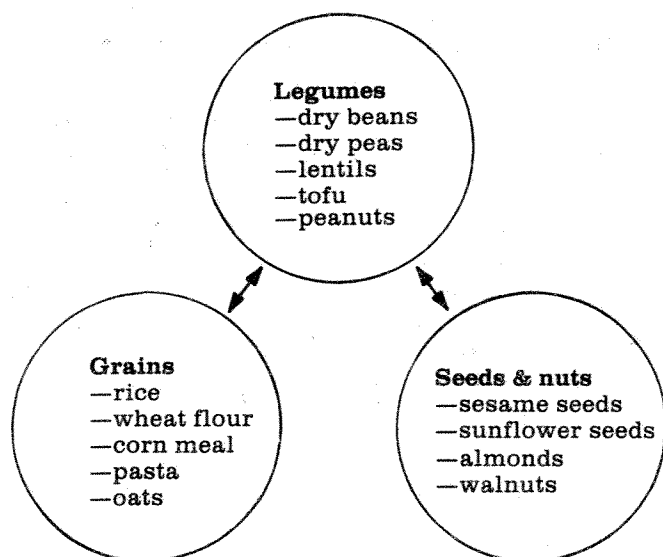 Legumes
—dry beans
—dry peas
—lentils
—tofu
—peanuts
Grains
—rice
—wheat flour
—corn meal
—pasta
—oats
Seeds & nuts
—sesame seeds
—sunflower seeds
—almonds
—walnuts